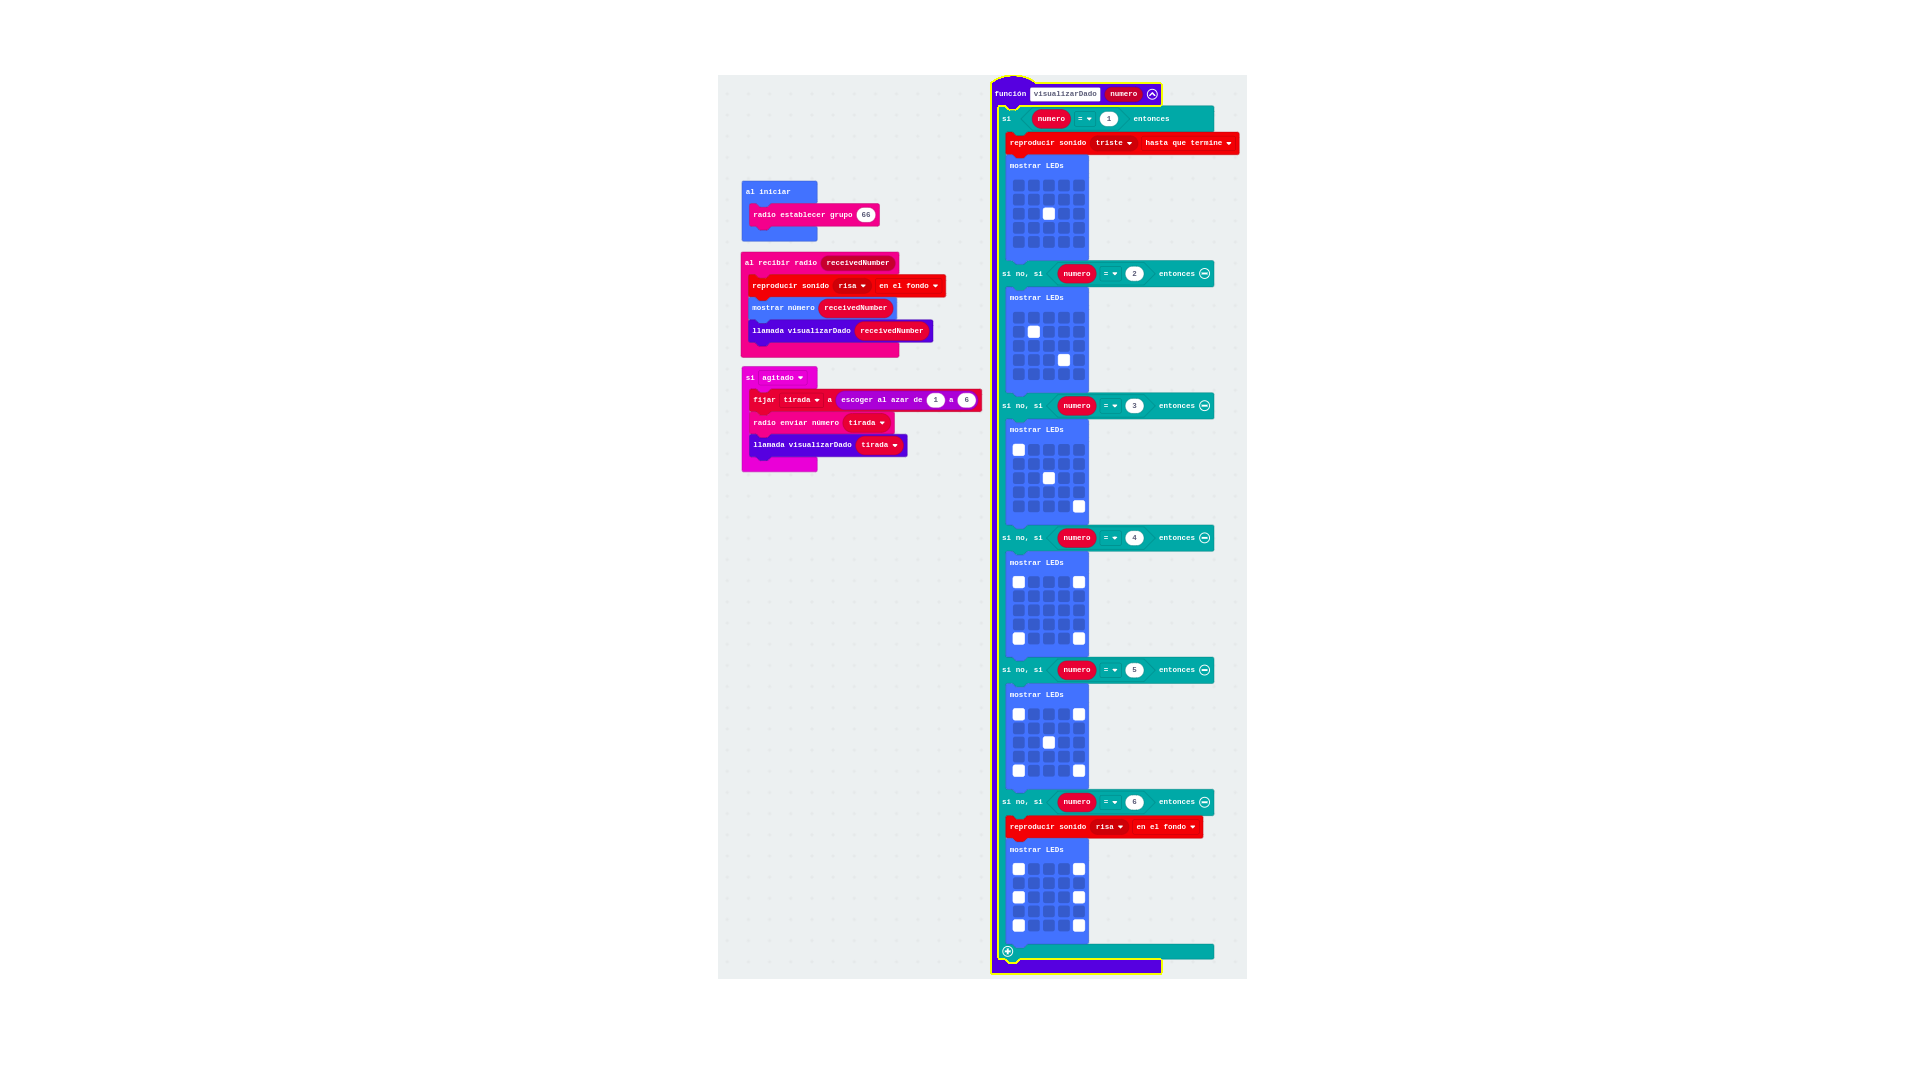 al iniciar
radio establecer grupo 66
al recibir radio receivedNumber
reproducir sonido risa en el fondo
mostrar número receivedNumber
llamada visualizarDado receivedNumber
si agitado
fijar tirada a escoger al azar de 1 a 6
radio enviar número tirada
llamada visualizarDado tirada
función visualizarDado numero
si numero = 1 entonces
reproducir sonido triste hasta que termine
mostrar LEDs
si no, si numero = 2 entonces
mostrar LEDs
si no, si numero = 3 entonces
mostrar LEDs
si no, si numero = 4 entonces
mostrar LEDs
si no, si numero = 5 entonces
mostrar LEDs
si no, si numero = 6 entonces
reproducir sonido risa en el fondo
mostrar LEDs